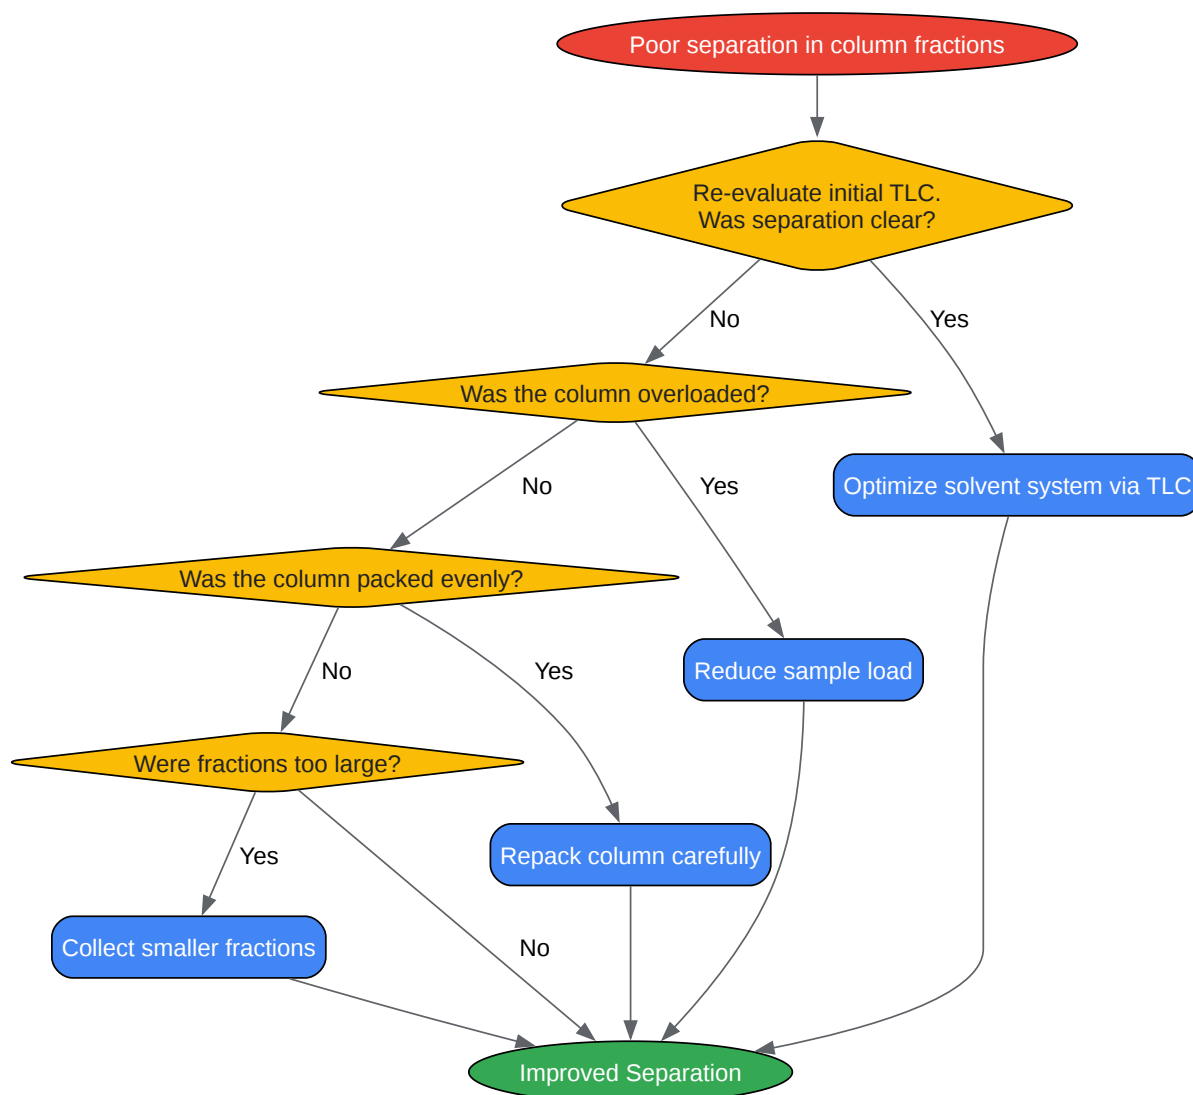 Poor separation in column fractions
Re-evaluate initial TLC.
Was separation clear?
No
Yes
Was the column overloaded?
No
Yes
Optimize solvent system via TLC
Was the column packed evenly?
No
Yes
Reduce sample load
Were fractions too large?
Yes
No
Repack column carefully
Collect smaller fractions
Improved Separation